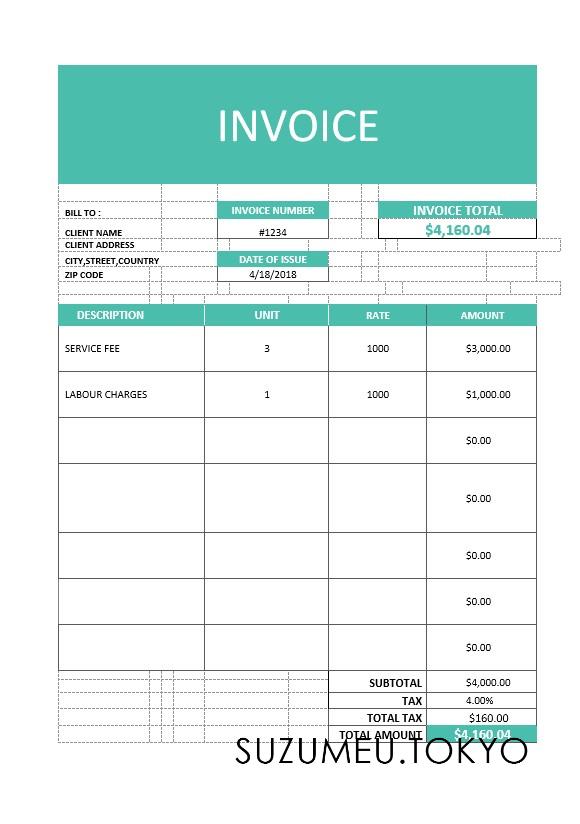 INVOICE
BILL TO :
INVOICE NUMBER
INVOICE TOTAL
CLIENT NAME
#1234
$4,160.04
CLIENT ADDRESS
CITY,STREET,COUNTRY
DATE OF ISSUE
ZIP CODE
4/18/2018
DESCRIPTION UNIT RATE AMOUNT
SERVICE FEE 3 1000 $3,000.00
LABOUR CHARGES 1 1000 $1,000.00
$0.00
$0.00
$0.00
$0.00
$0.00
SUBTOTAL $4,000.00
TAX 4.00%
TOTAL TAX $160.00
TOTAL AMOUNT $4,160.04
SUZUMEU.TOKYO